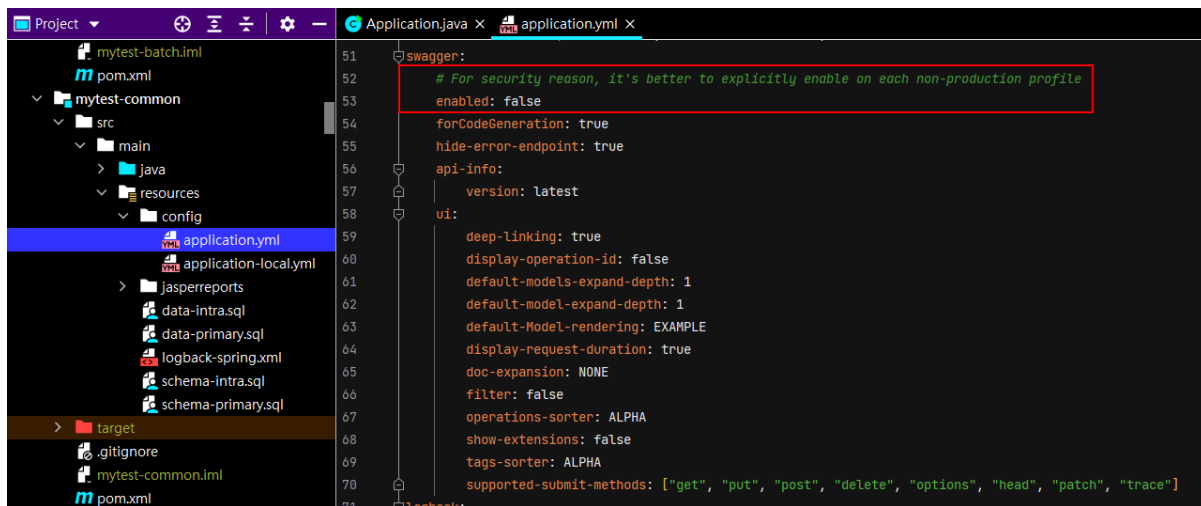 Project
Application.java
application.yml
mytest-batch.iml
pom.xml
mytest-common
src
main
java
resources
config
application.yml
application-local.yml
jasperreports
data-intra.sql
data-primary.sql
logback-spring.xml
schema-intra.sql
schema-primary.sql
target
.gitignore
mytest-common.iml
pom.xml
51 swagger:
52 # For security reason, it's better to explicitly enable on each non-production profile
53 enabled: false
54 forCodeGeneration: true
55 hide-error-endpoint: true
56 api-info:
57 version: latest
58 ui:
59 deep-linking: true
60 display-operation-id: false
61 default-models-expand-depth: 1
62 default-model-expand-depth: 1
63 default-Model-rendering: EXAMPLE
64 display-request-duration: true
65 doc-expansion: NONE
66 filter: false
67 operations-sorter: ALPHA
68 show-extensions: false
69 tags-sorter: ALPHA
70 supported-submit-methods: ["get", "put", "post", "delete", "options", "head", "patch", "trace"]